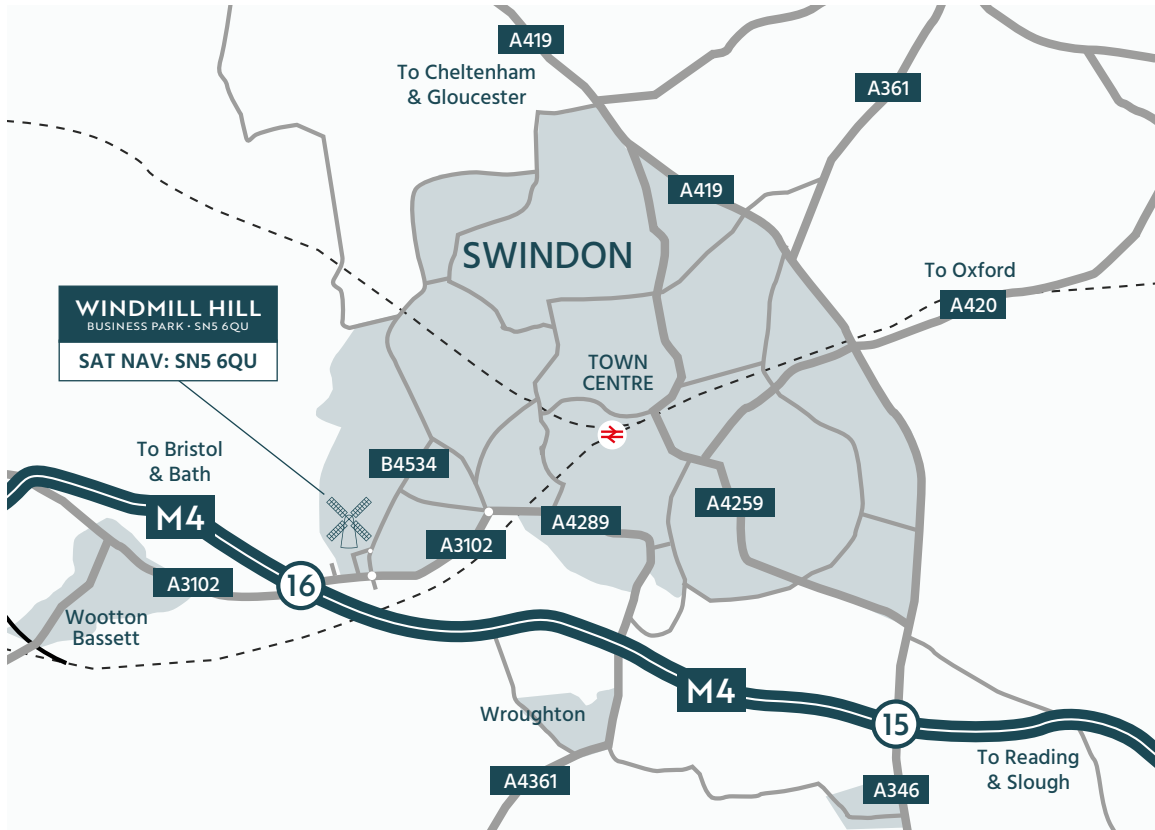 A419
To Cheltenham
& Gloucester
A361
A419
SWINDON
To Oxford
A420
WINDMILL HILL
BUSINESS PARK · SN5 6QU
SAT NAV: SN5 6QU
TOWN
CENTRE
To Bristol
& Bath
B4534
M4
A4259
A4289
A3102
A3102
16
Wootton
Bassett
M4
Wroughton
15
To Reading
& Slough
A4361
A346